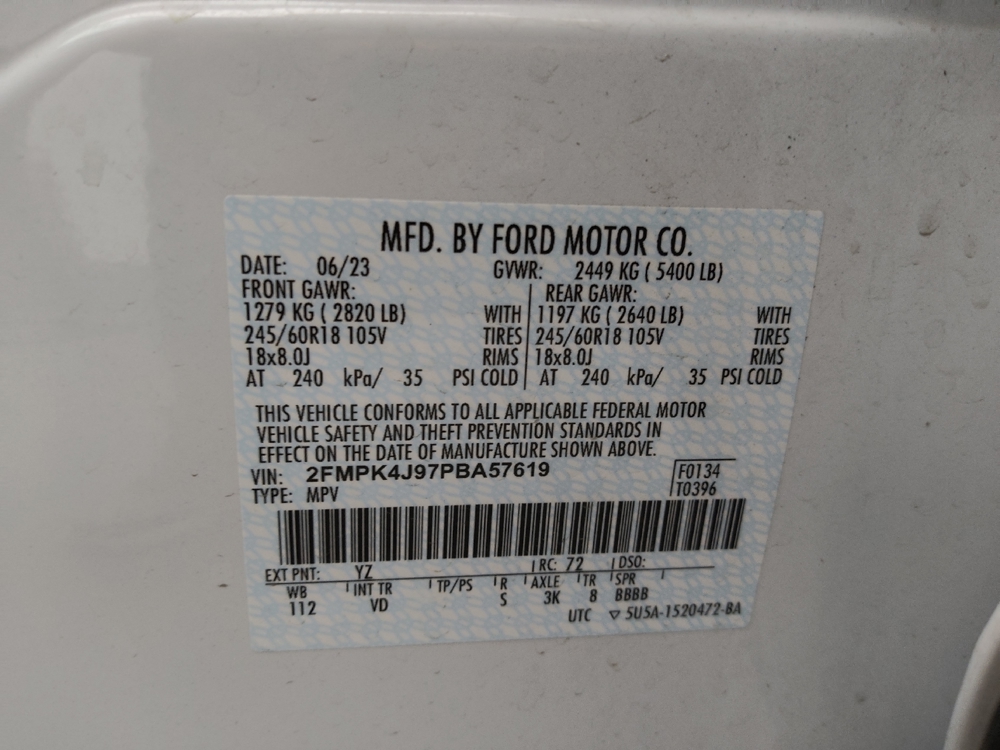 MFD. BY FORD MOTOR CO.
DATE: 06/23 GVWR: 2449 KG ( 5400 LB)
FRONT GAWR: REAR GAWR:
1279 KG ( 2820 LB) WITH 1197 KG ( 2640 LB) WITH
245/60R18 105V TIRES 245/60R18 105V TIRES
18x8.0J RIMS 18x8.0J RIMS
AT 240 kPa/ 35 PSI COLD AT 240 kPa/ 35 PSI COLD
THIS VEHICLE CONFORMS TO ALL APPLICABLE FEDERAL MOTOR
VEHICLE SAFETY AND THEFT PREVENTION STANDARDS IN
EFFECT ON THE DATE OF MANUFACTURE SHOWN ABOVE.
VIN: 2FMPK4J97PBA57619 F0134
TYPE: MPV T0396
EXT PNT: YZ RC: 72 DSO:
WB INT TR TP/PS R AXLE TR SPR
112 VD S 3K 8 BBBB
UTC ▽ 5U5A-1520472-BA